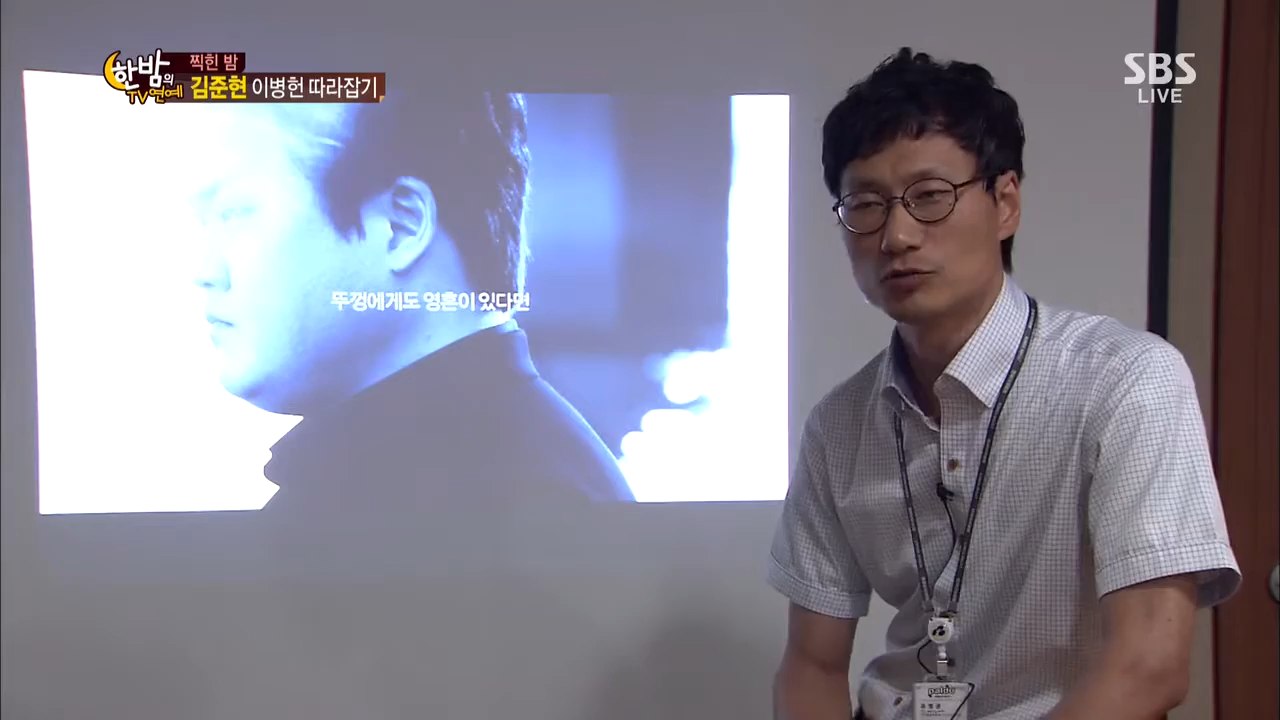 한밤의
TV연예
찍힌 밤
김준현 이병헌 따라잡기
SBS
LIVE
뚜껑에게도 영혼이 있다면
paldo